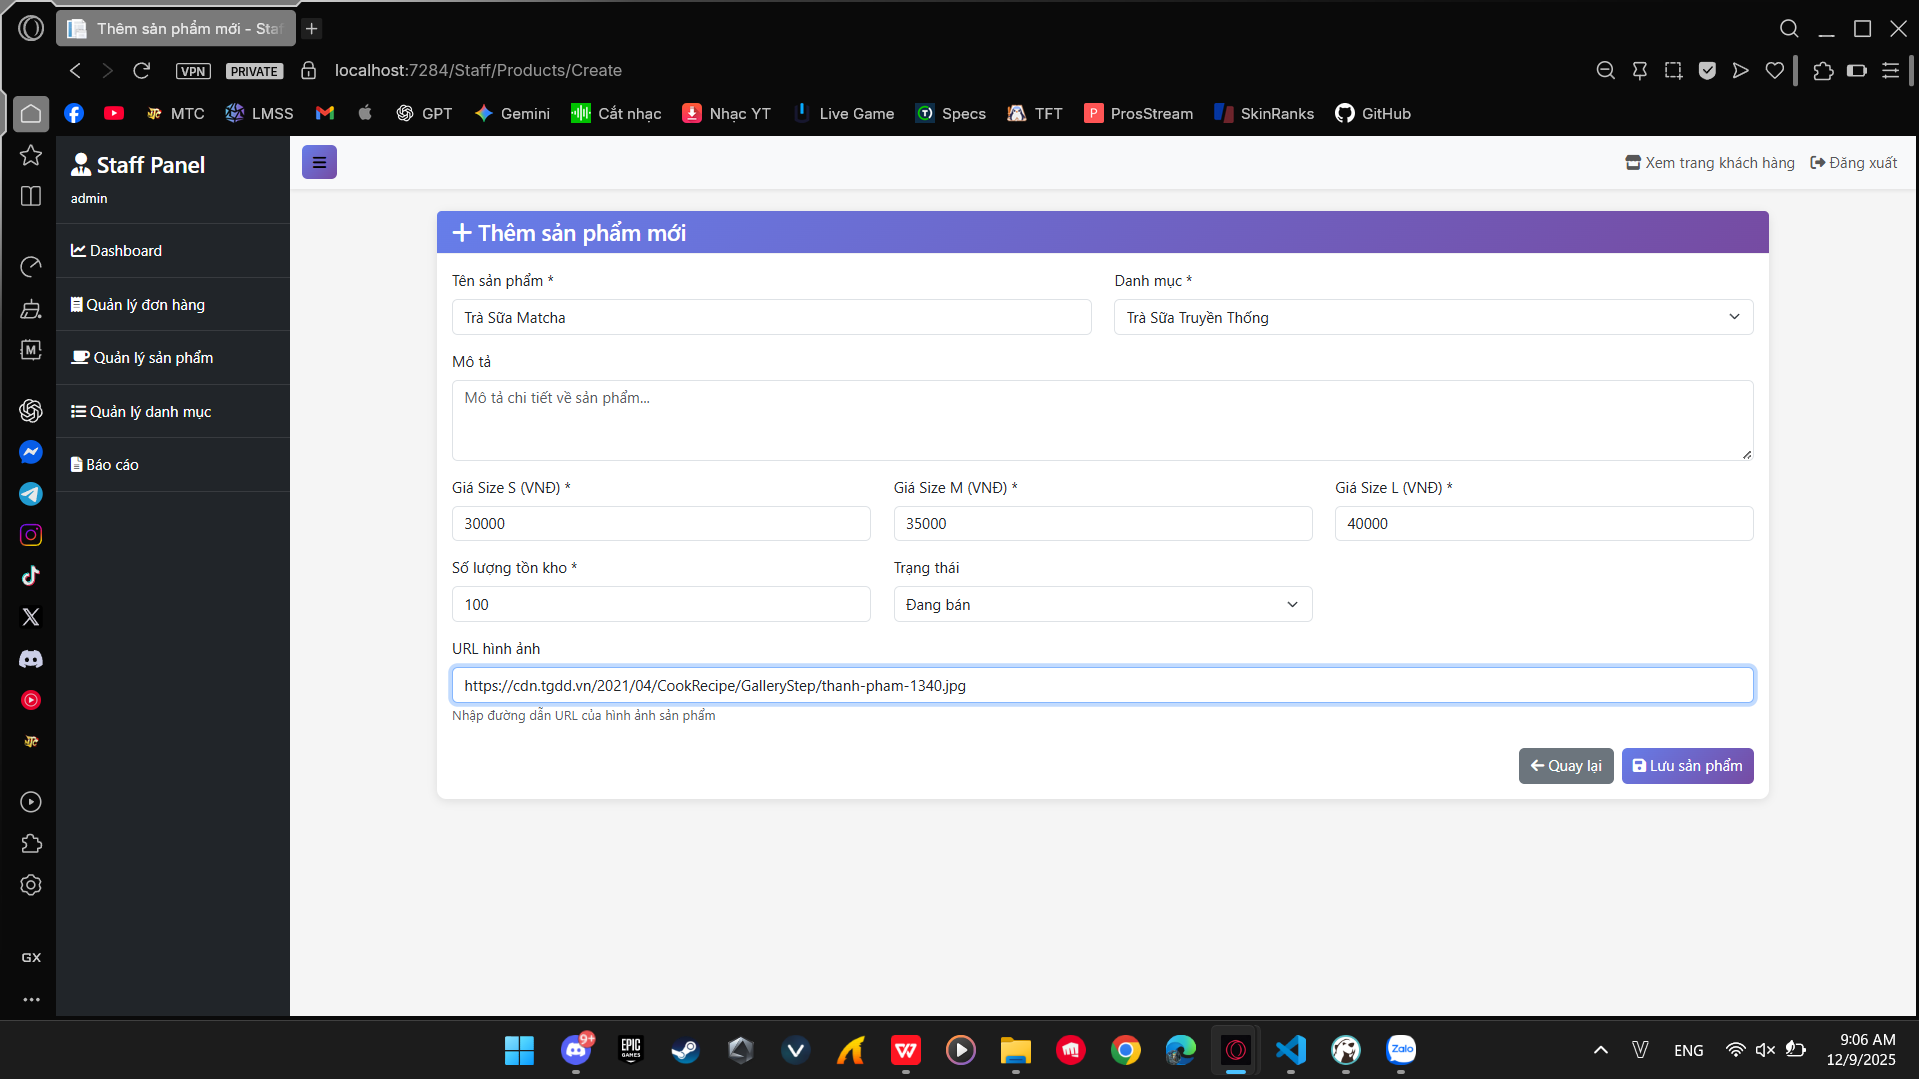 Thêm sản phẩm mới - Sta
VPN
PRIVATE
localhost:7284/Staff/Products/Create
MTC
LMSS
GPT
Gemini
Cắt nhạc
Nhạc YT
Live Game
Specs
TFT
ProsStream
SkinRanks
GitHub
Staff Panel
admin
Dashboard
Quản lý đơn hàng
Quản lý sản phẩm
Quản lý danh mục
Báo cáo
Xem trang khách hàng
Đăng xuất
Thêm sản phẩm mới
Tên sản phẩm *
Danh mục *
Trà Sữa Matcha
Trà Sữa Truyền Thống
Mô tả
Mô tả chi tiết về sản phẩm...
Giá Size S (VNĐ) *
Giá Size M (VNĐ) *
Giá Size L (VNĐ) *
30000
35000
40000
Số lượng tồn kho *
Trạng thái
100
Đang bán
URL hình ảnh
https://cdn.tgdd.vn/2021/04/CookRecipe/GalleryStep/thanh-pham-1340.jpg
Nhập đường dẫn URL của hình ảnh sản phẩm
Quay lại
Lưu sản phẩm
GX
9+
EPIC
GAMES
Zalo
V
ENG
9:06 AM
12/9/2025